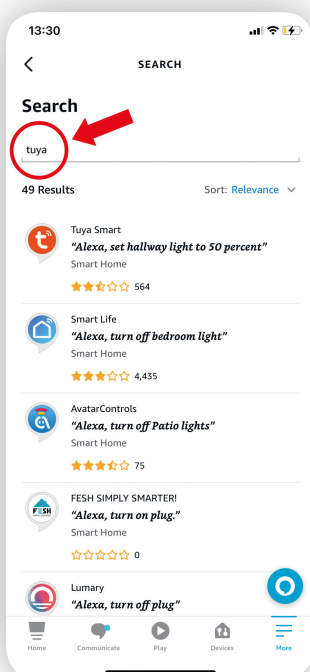 13:30
SEARCH
Search
tuya
49 Results
Sort: Relevance
t
Tuya Smart
"Alexa, set hallway light to 50 percent"
Smart Home
564
Smart Life
"Alexa, turn off bedroom light"
Smart Home
4,435
AvatarControls
"Alexa, turn off Patio lights"
Smart Home
75
FESH
FESH SIMPLY SMARTER!
"Alexa, turn on plug."
Smart Home
0
Lumary
"Alexa, turn off plug"
Home
Communicate
Play
Devices
More